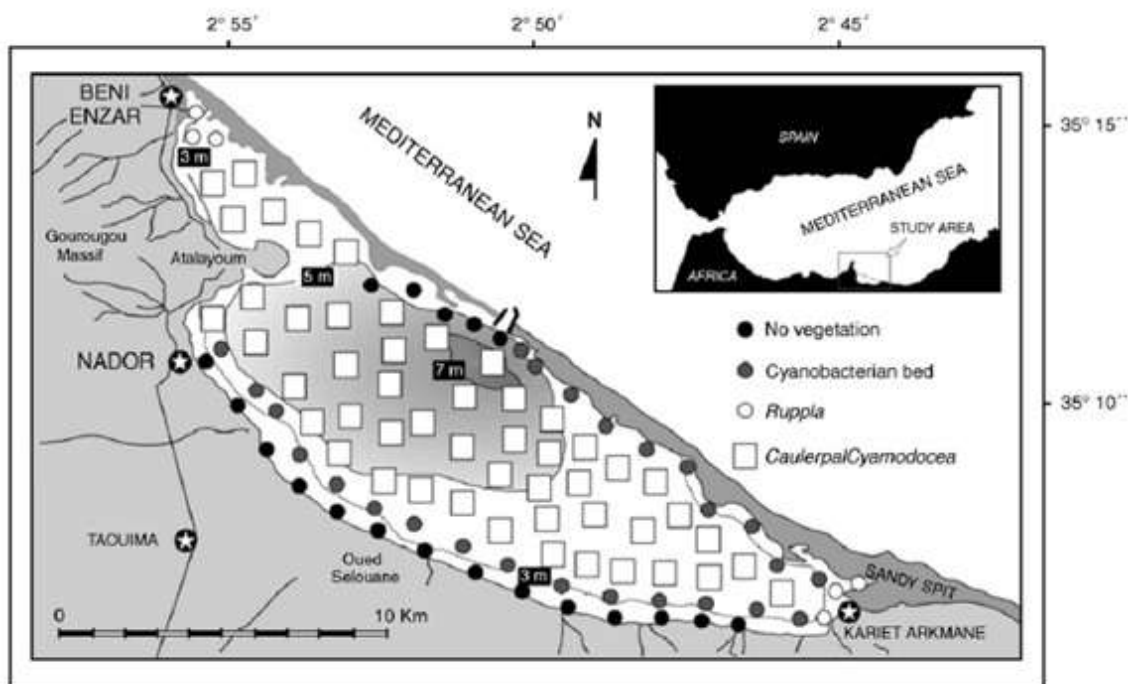 2° 55´
2° 50´
2° 45´
BENI
ENZAR
MEDITERRANEAN SEA
N
SPAIN
MEDITERRANEAN SEA
STUDY AREA
AFRICA
35° 15´´
3 m
Gourougou
Massif
Atalayoum
5 m
No vegetation
NADOR
7 m
Cyanobacterian bed
35° 10´´
Ruppia
Caulerpal/Cyamodocea
TAOUIMA
Oued
Selouane
3 m
SANDY SPIT
0
10 Km
KARIET ARKMANE